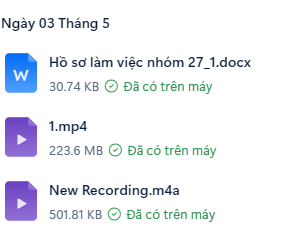 Ngày 03 Tháng 5
Hồ sơ làm việc nhóm 27_1.docx
W
30.74 KB Đã có trên máy
1.mp4
223.6 MB Đã có trên máy
New Recording.m4a
501.81 KB Đã có trên máy